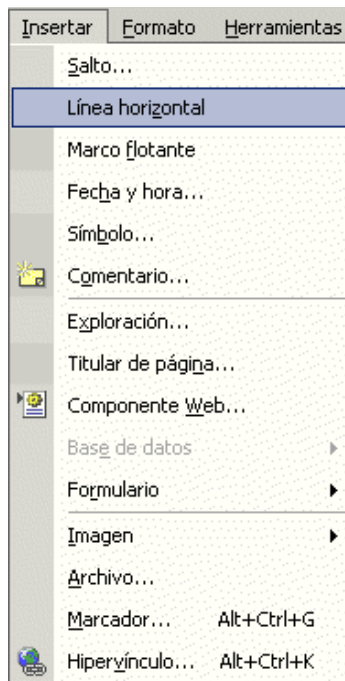 Insertar Formato Herramientas
Salto...
Línea horizontal
Marco flotante
Fecha y hora...
Símbolo...
Comentario...
Exploración...
Titular de página...
Componente Web...
Base de datos
Formulario
Imagen
Archivo...
Marcador... Alt+Ctrl+G
Hipervínculo... Alt+Ctrl+K